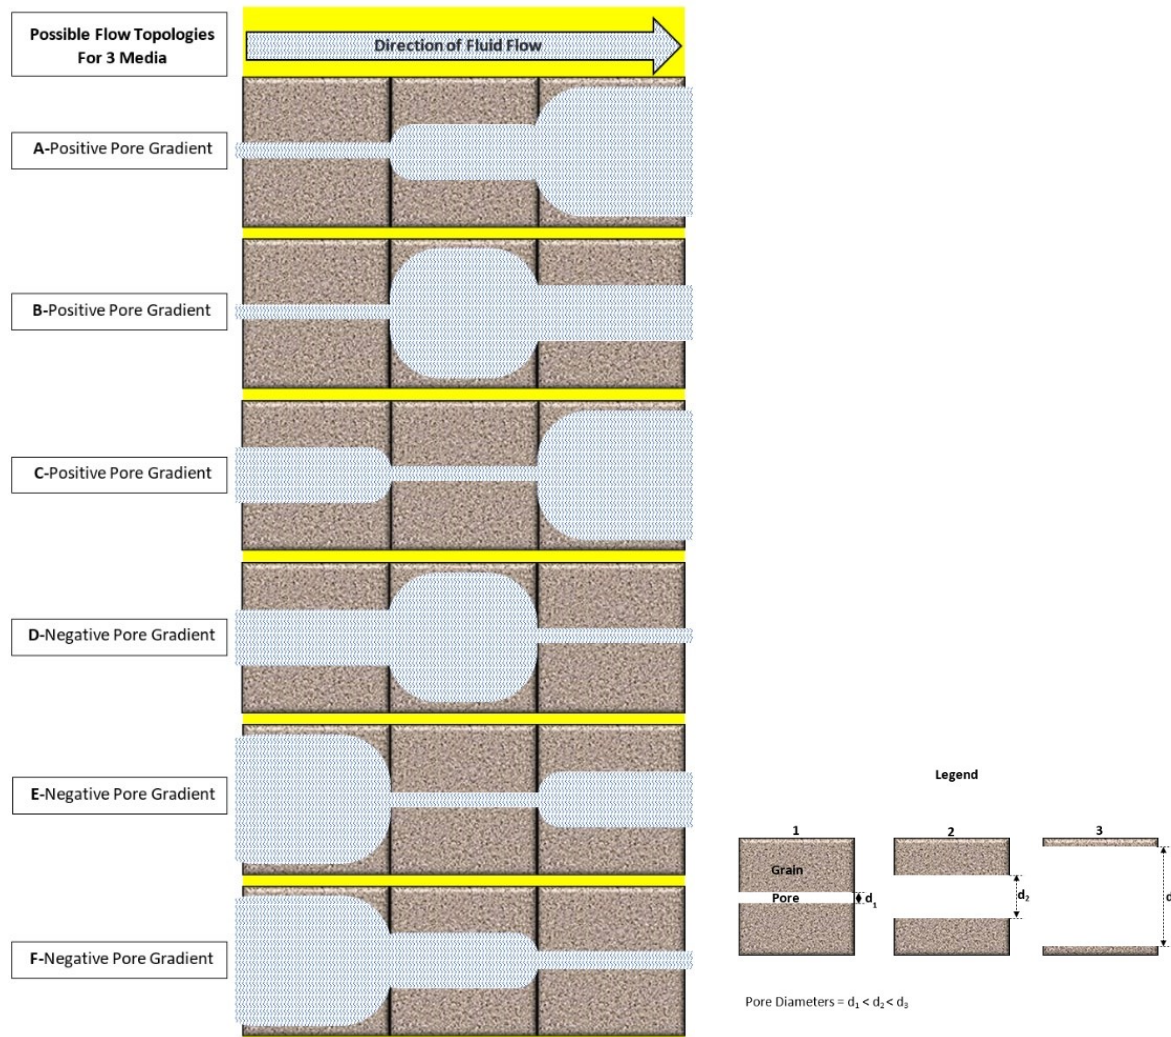 Possible Flow Topologies
For 3 Media
Direction of Fluid Flow
A-Positive Pore Gradient
B-Positive Pore Gradient
C-Positive Pore Gradient
D-Negative Pore Gradient
E-Negative Pore Gradient
F-Negative Pore Gradient
Legend
1
2
3
Grain
Pore
d₁
d₂
d
Pore Diameters = d₁ < d₂ < d₃